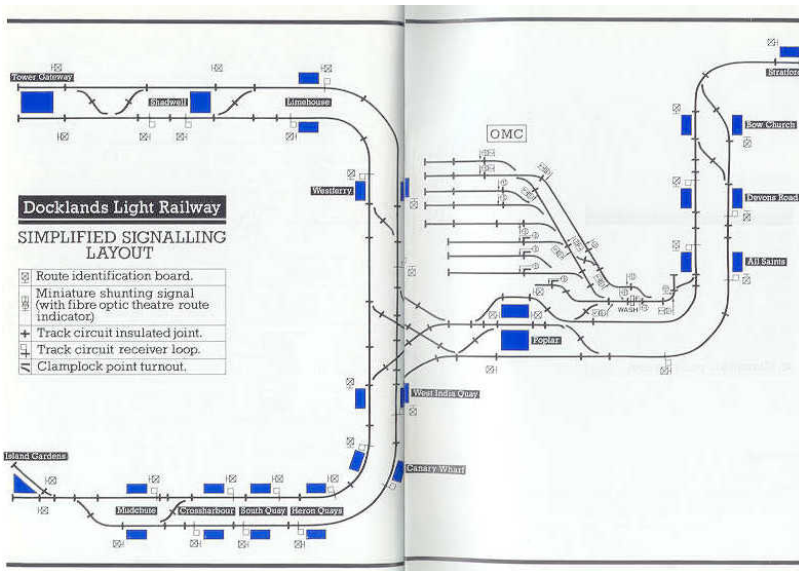 Tower Gateway
Shadwell
Limehouse
Stratford
OMC
Bow Church
Westferry
Devons Road
Docklands Light Railway
SIMPLIFIED SIGNALLING
LAYOUT
Route identification board.
Miniature shunting signal
(with fibre optic theatre route
indicator)
Track circuit insulated joint.
Track circuit receiver loop.
Clamplock point turnout.
All Saints
WASH
Poplar
West India Quay
Island Gardens
Canary Wharf
Mudchute
Crossharbour
South Quay
Heron Quays